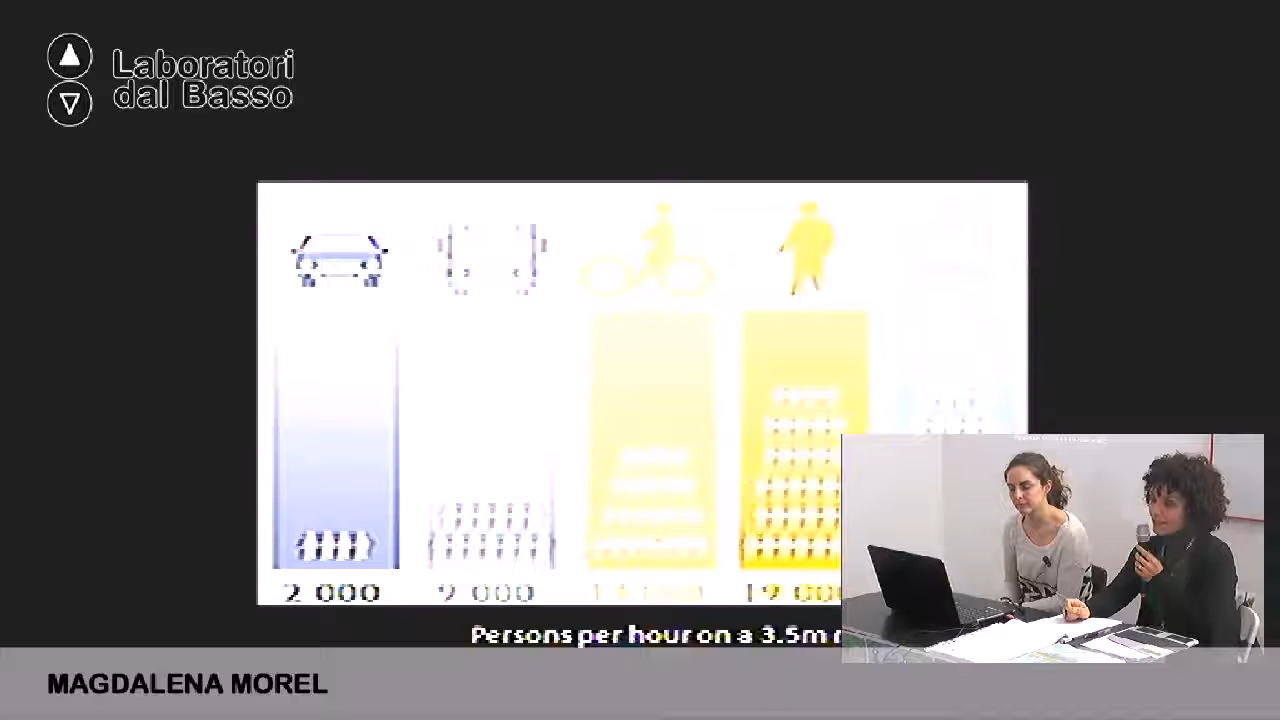 Laboratori
dal Basso
2 000
9 000
19 000
Persons per hour on a 3.5m
MAGDALENA MOREL